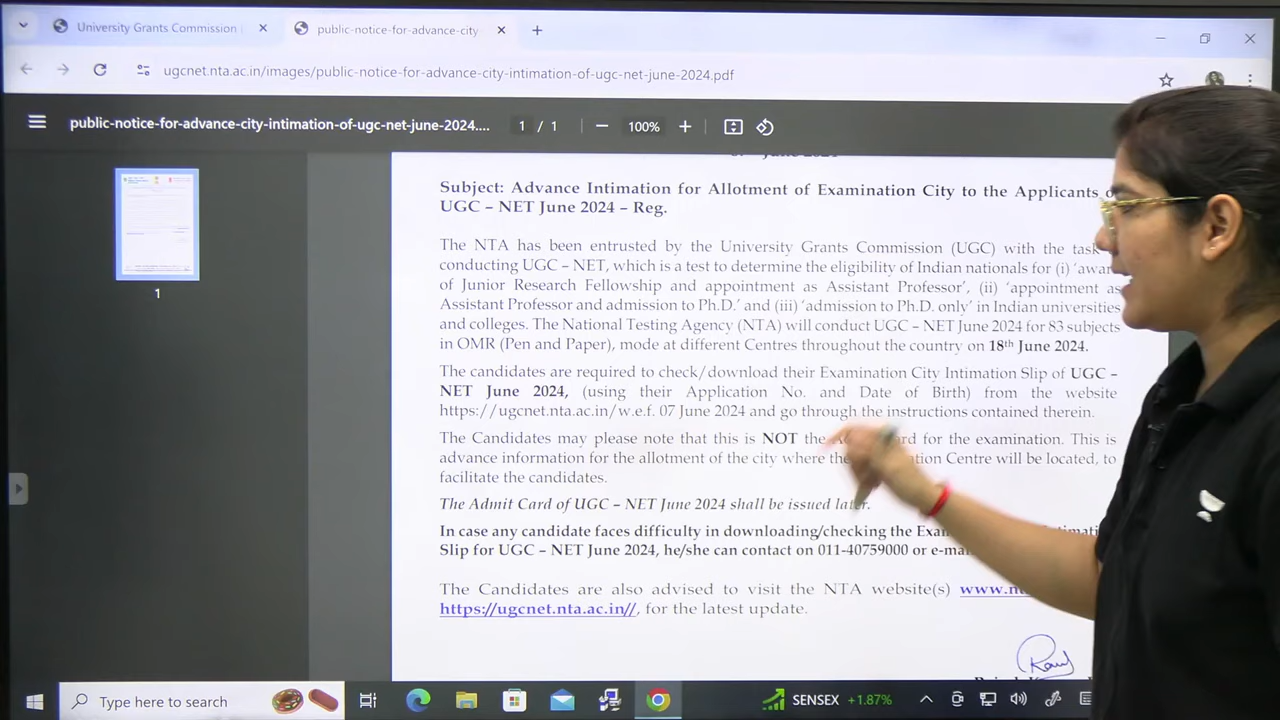 University Grants Commission
public-notice-for-advance-city
ugcnet.nta.ac.in/images/public-notice-for-advance-city-intimation-of-ugc-net-june-2024.pdf
public-notice-for-advance-city-intimation-of-ugc-net-june-2024....
1 / 1
100%
1
Subject: Advance Intimation for Allotment of Examination City to the Applicants
UGC – NET June 2024 – Reg.
The NTA has been entrusted by the University Grants Commission (UGC) with the task
conducting UGC – NET, which is a test to determine the eligibility of Indian nationals for (i) ‘awar
of Junior Research Fellowship and appointment as Assistant Professor’, (ii) ‘appointment as
Assistant Professor and admission to Ph.D.’ and (iii) ‘admission to Ph.D. only’ in Indian universities
and colleges. The National Testing Agency (NTA) will conduct UGC – NET June 2024 for 83 subjects
in OMR (Pen and Paper), mode at different Centres throughout the country on 18th June 2024.
The candidates are required to check/download their Examination City Intimation Slip of UGC –
NET June 2024, (using their Application No. and Date of Birth) from the website
https://ugcnet.nta.ac.in/w.e.f. 07 June 2024 and go through the instructions contained therein.
The Candidates may please note that this is NOT the for the examination. This is
advance information for the allotment of the city where the Centre will be located, to
facilitate the candidates.
The Admit Card of UGC – NET June 2024 shall be issued later.
In case any candidate faces difficulty in downloading/checking the
Slip for UGC – NET June 2024, he/she can contact on 011-40759000 or
The Candidates are also advised to visit the NTA website(s)
https://ugcnet.nta.ac.in//, for the latest update.
Type here to search
SENSEX +1.87%